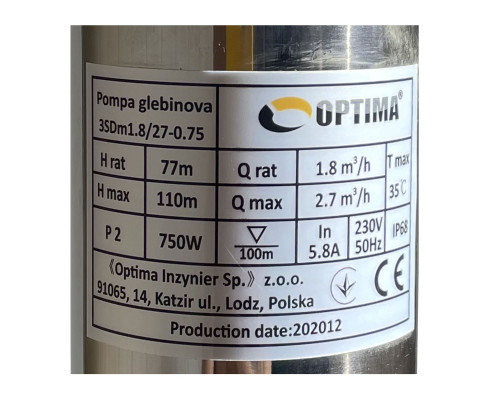 Pompa glebinova
3SDm1.8/27-0.75
OPTIMA®
H rat 77m Q rat 1.8 m³/h T max
H max 110m Q max 2.7 m³/h 35℃
P 2 750W 100m In 5.8A 230V 50Hz IP68
《Optima Inzynier Sp.》 z.o.o.
91065, 14, Katzir ul., Lodz, Polska
CE
Production date:202012